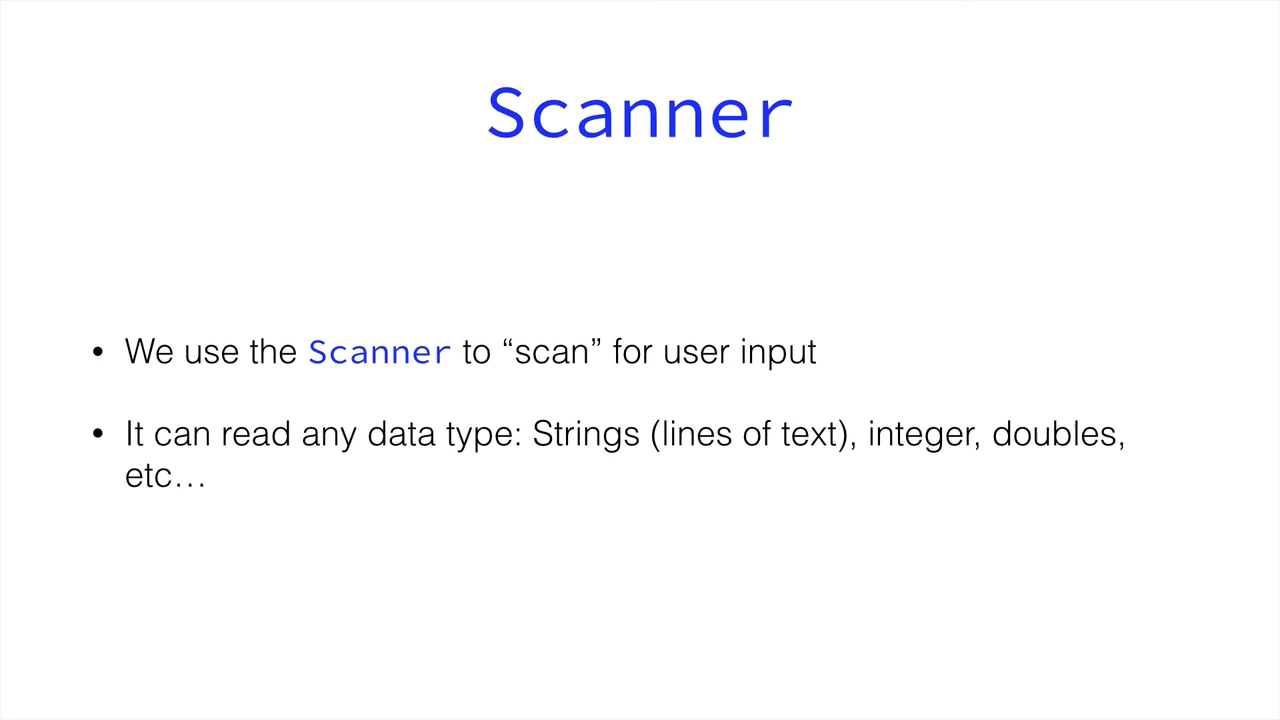 Scanner
• We use the Scanner to “scan” for user input
• It can read any data type: Strings (lines of text), integer, doubles,
etc…